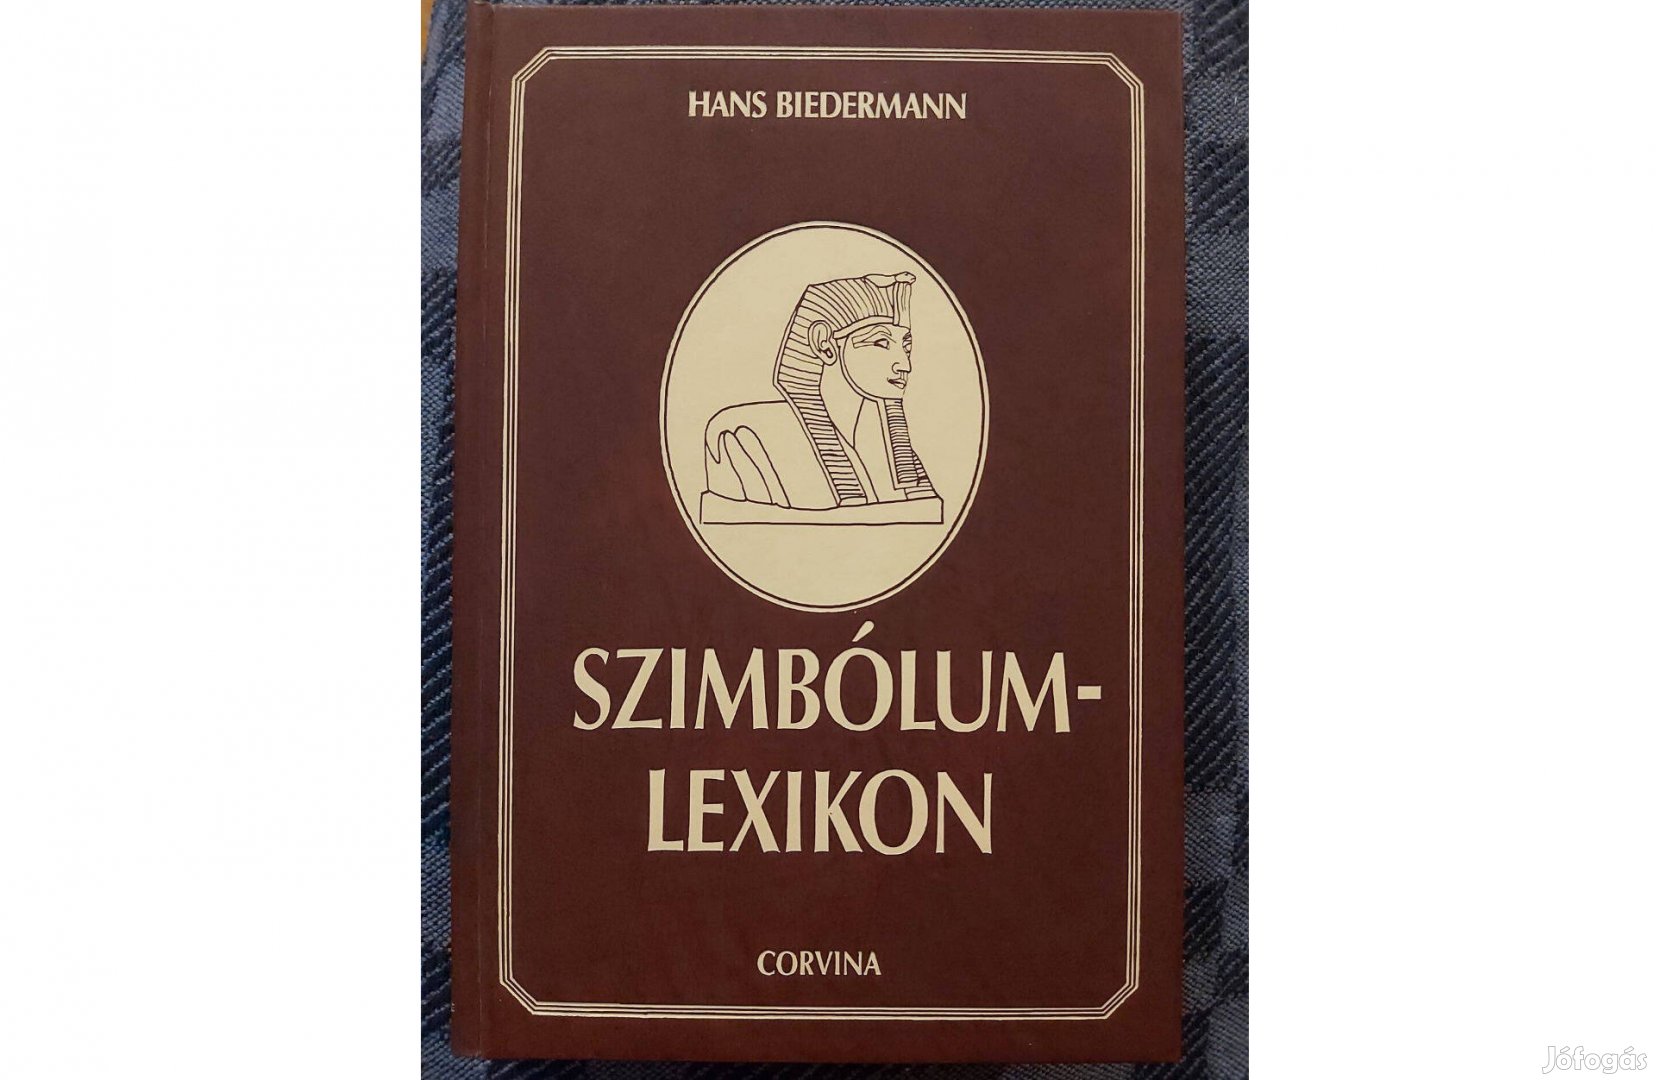 HANS BIEDERMANN
SZIMBÓLUM-
LEXIKON
CORVINA
Jófogás